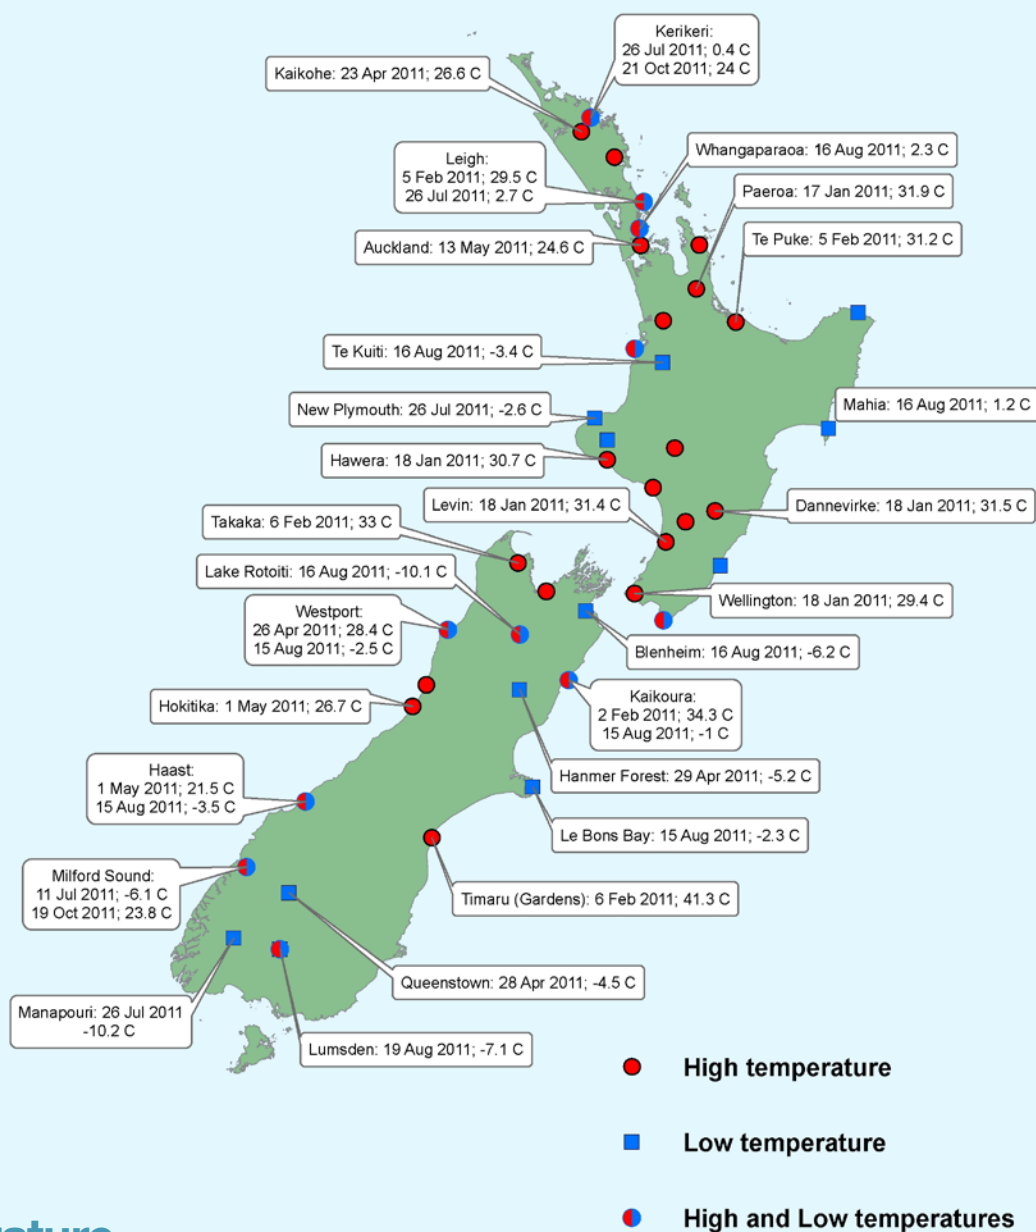 Kerikeri:
26 Jul 2011; 0.4 C
21 Oct 2011; 24 C
Kaikohe: 23 Apr 2011; 26.6 C
Leigh:
5 Feb 2011; 29.5 C
26 Jul 2011; 2.7 C
Whangaparaoa: 16 Aug 2011; 2.3 C
Paeroa: 17 Jan 2011; 31.9 C
Auckland: 13 May 2011; 24.6 C
Te Puke: 5 Feb 2011; 31.2 C
Te Kuiti: 16 Aug 2011; -3.4 C
New Plymouth: 26 Jul 2011; -2.6 C
Mahia: 16 Aug 2011; 1.2 C
Hawera: 18 Jan 2011; 30.7 C
Levin: 18 Jan 2011; 31.4 C
Dannevirke: 18 Jan 2011; 31.5 C
Takaka: 6 Feb 2011; 33 C
Lake Rotoiti: 16 Aug 2011; -10.1 C
Wellington: 18 Jan 2011; 29.4 C
Westport:
26 Apr 2011; 28.4 C
15 Aug 2011; -2.5 C
Blenheim: 16 Aug 2011; -6.2 C
Kaikoura:
2 Feb 2011; 34.3 C
15 Aug 2011; -1 C
Hokitika: 1 May 2011; 26.7 C
Hanmer Forest: 29 Apr 2011; -5.2 C
Haast:
1 May 2011; 21.5 C
15 Aug 2011; -3.5 C
Le Bons Bay: 15 Aug 2011; -2.3 C
Milford Sound:
11 Jul 2011; -6.1 C
19 Oct 2011; 23.8 C
Timaru (Gardens): 6 Feb 2011; 41.3 C
Queenstown: 28 Apr 2011; -4.5 C
Manapouri: 26 Jul 2011
-10.2 C
Lumsden: 19 Aug 2011; -7.1 C
High temperature
Low temperature
High and Low temperatures